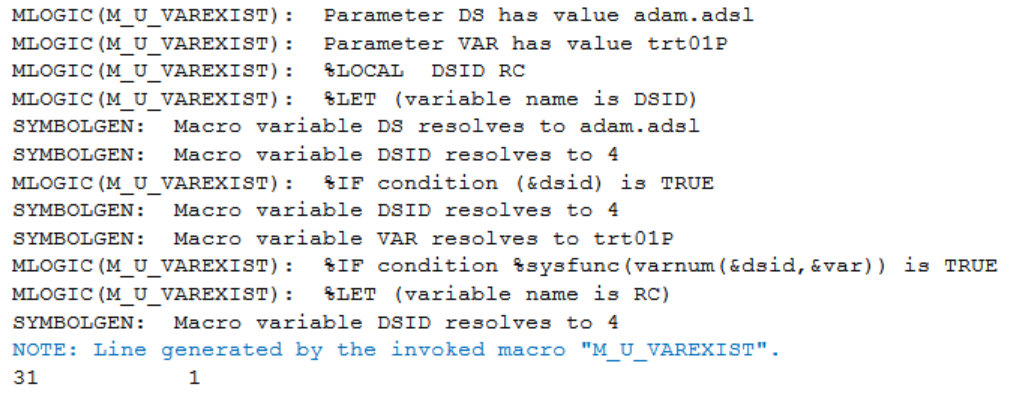 MLOGIC(M_U_VAREXIST):  Parameter DS has value adam.adsl
MLOGIC(M_U_VAREXIST):  Parameter VAR has value trt01P
MLOGIC(M_U_VAREXIST):  %LOCAL  DSID RC
MLOGIC(M_U_VAREXIST):  %LET (variable name is DSID)
SYMBOLGEN:  Macro variable DS resolves to adam.adsl
SYMBOLGEN:  Macro variable DSID resolves to 4
MLOGIC(M_U_VAREXIST):  %IF condition (&dsid) is TRUE
SYMBOLGEN:  Macro variable DSID resolves to 4
SYMBOLGEN:  Macro variable VAR resolves to trt01P
MLOGIC(M_U_VAREXIST):  %IF condition %sysfunc(varnum(&dsid,&var)) is TRUE
MLOGIC(M_U_VAREXIST):  %LET (variable name is RC)
SYMBOLGEN:  Macro variable DSID resolves to 4
NOTE: Line generated by the invoked macro "M_U_VAREXIST".
31          1